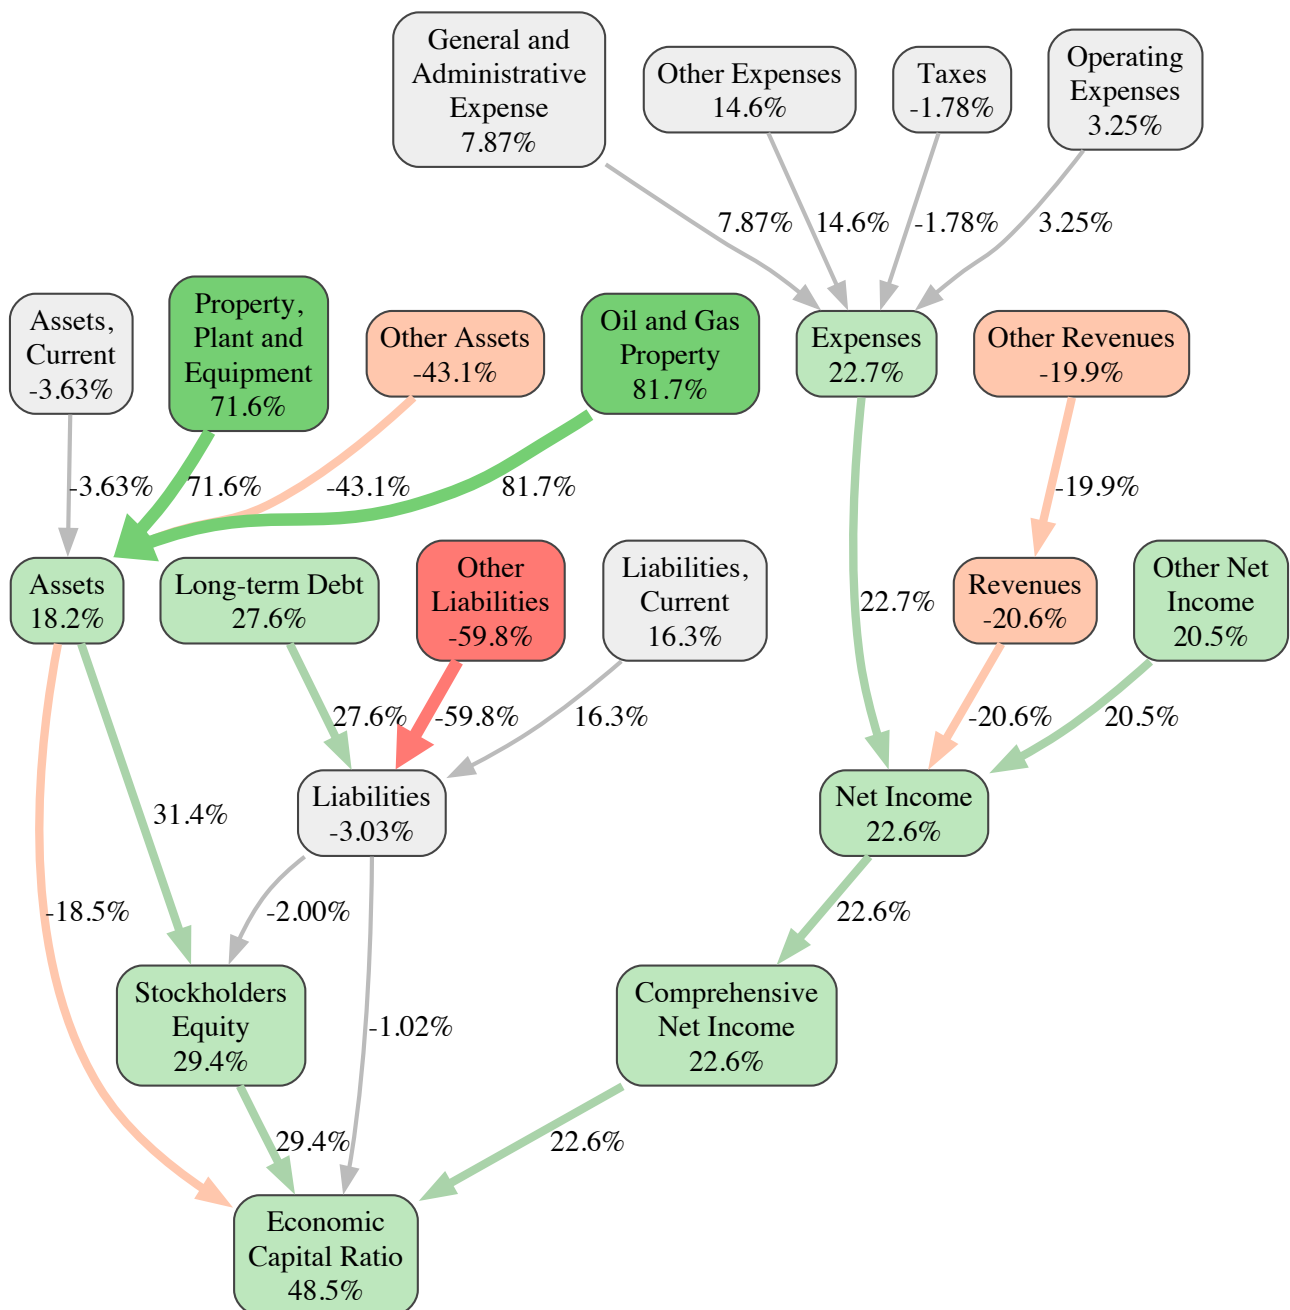 General and
Administrative
Expense
7.87%
Other Expenses
14.6%
Taxes
-1.78%
Operating
Expenses
3.25%
7.87%
14.6%
-1.78%
3.25%
Assets,
Current
-3.63%
Property,
Plant and
Equipment
71.6%
Other Assets
-43.1%
Oil and Gas
Property
81.7%
Expenses
22.7%
Other Revenues
-19.9%
-3.63%
71.6%
-43.1%
81.7%
-19.9%
Assets
18.2%
Long-term Debt
27.6%
Other
Liabilities
-59.8%
Liabilities,
Current
16.3%
22.7%
Revenues
-20.6%
Other Net
Income
20.5%
27.6%
-59.8%
16.3%
-20.6%
20.5%
31.4%
Liabilities
-3.03%
Net Income
22.6%
-18.5%
-2.00%
22.6%
Stockholders
Equity
29.4%
-1.02%
Comprehensive
Net Income
22.6%
29.4%
22.6%
Economic
Capital Ratio
48.5%